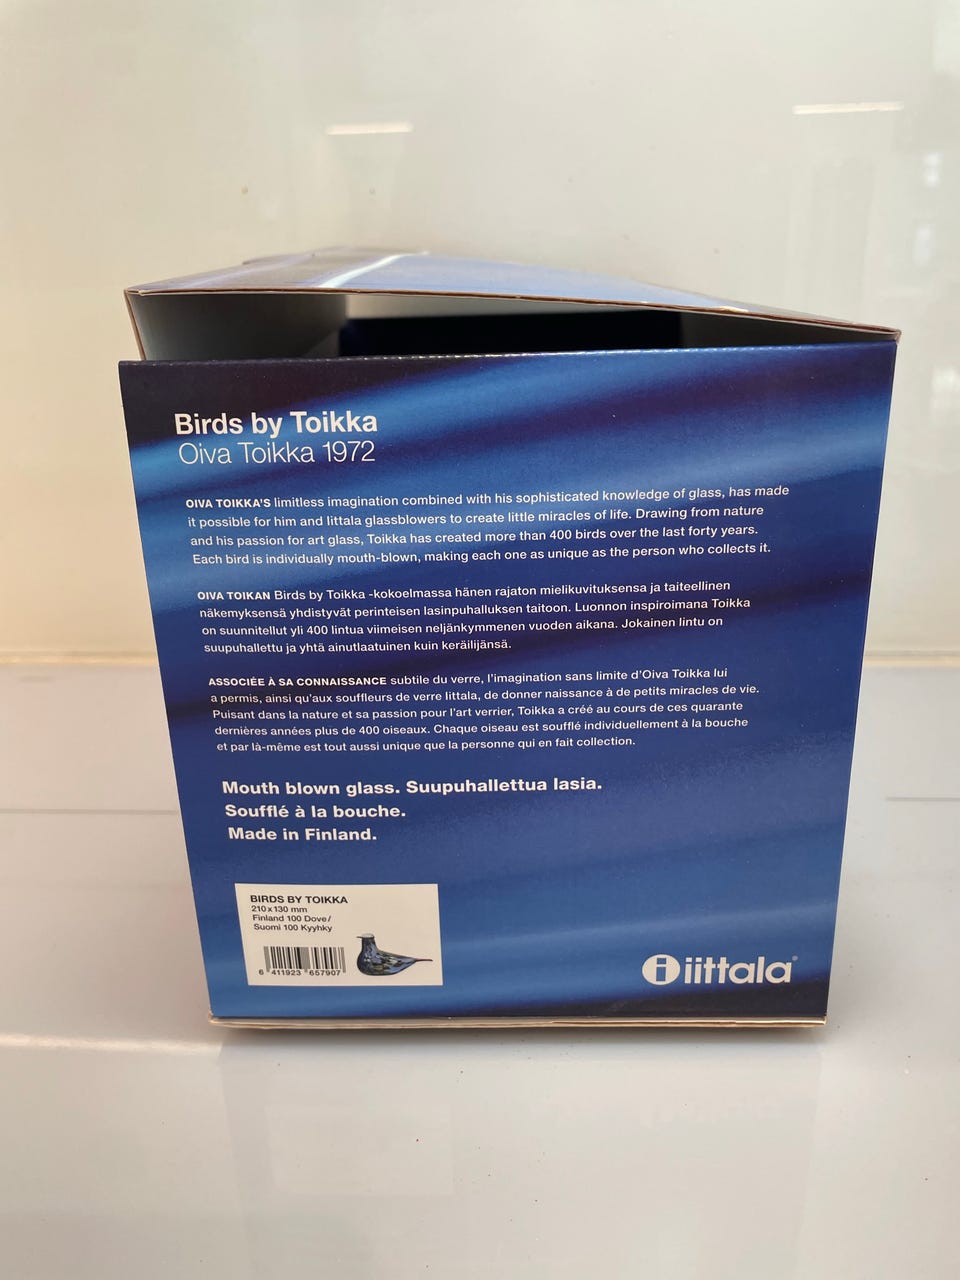 Birds by Toikka
Oiva Toikka 1972
OIVA TOIKKA'S limitless imagination combined with his sophisticated knowledge of glass, has made
it possible for him and Iittala glassblowers to create little miracles of life. Drawing from nature
and his passion for art glass, Toikka has created more than 400 birds over the last forty years.
Each bird is individually mouth-blown, making each one as unique as the person who collects it.
OIVA TOIKAN Birds by Toikka -kokoelmassa hänen rajaton mielikuvituksensa ja taiteellinen
näkemyksensä yhdistyvät perinteisen lasinpuhalluksen taitoon. Luonnon inspiroimana Toikka
on suunnitellut yli 400 lintua viimeisen neljänkymmenen vuoden aikana. Jokainen lintu on
suupuhallettu ja yhtä ainutlaatuinen kuin keräilijänsä.
ASSOCIÉE À SA CONNAISSANCE subtile du verre, l'imagination sans limite d'Oiva Toikka lui
a permis, ainsi qu'aux souffleurs de verre Iittala, de donner naissance à de petits miracles de vie.
Puisant dans la nature et sa passion pour l'art verrier, Toikka a créé au cours de ces quarante
dernières années plus de 400 oiseaux. Chaque oiseau est soufflé individuellement à la bouche
et par là-même est tout aussi unique que la personne qui en fait collection.
Mouth blown glass. Suupuhallettua lasia.
Soufflé à la bouche.
Made in Finland.
BIRDS BY TOIKKA
210 x 130 mm
Finland 100 Dove/
Suomi 100 Kyyhky
6 411923 657907
i iittala®